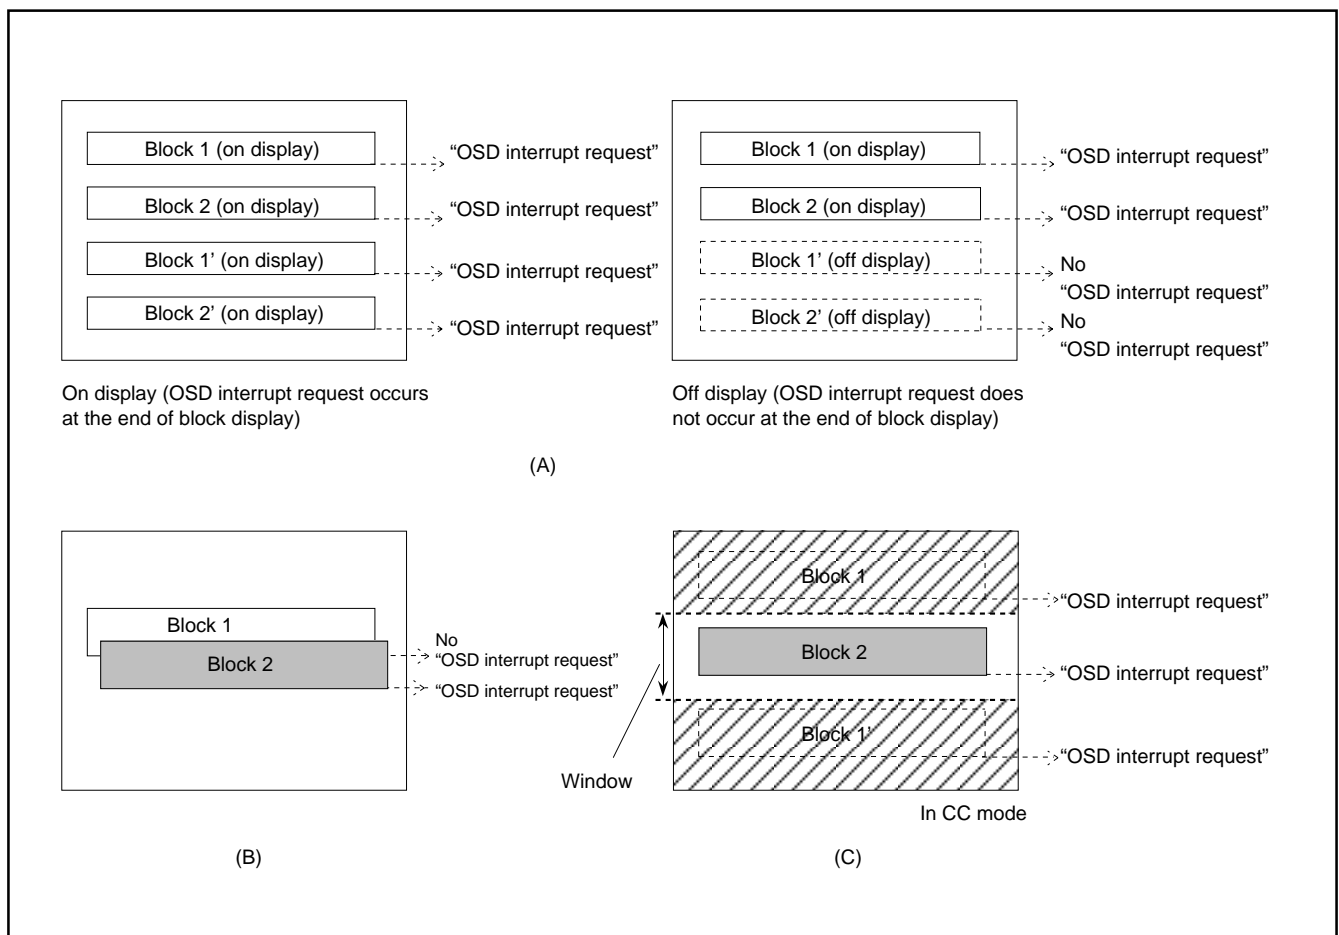 Block 1 (on display)
“OSD interrupt request”
Block 2 (on display)
“OSD interrupt request”
Block 1’ (on display)
“OSD interrupt request”
Block 2’ (on display)
“OSD interrupt request”
On display (OSD interrupt request occurs
at the end of block display)
Block 1 (on display)
“OSD interrupt request”
Block 2 (on display)
“OSD interrupt request”
Block 1’ (off display)
No
“OSD interrupt request”
Block 2’ (off display)
No
“OSD interrupt request”
Off display (OSD interrupt request does
not occur at the end of block display)
(A)
Block 1
Block 2
No
“OSD interrupt request”
“OSD interrupt request”
(B)
Block 1
“OSD interrupt request”
Block 2
“OSD interrupt request”
Block 1’
“OSD interrupt request”
Window
In CC mode
(C)